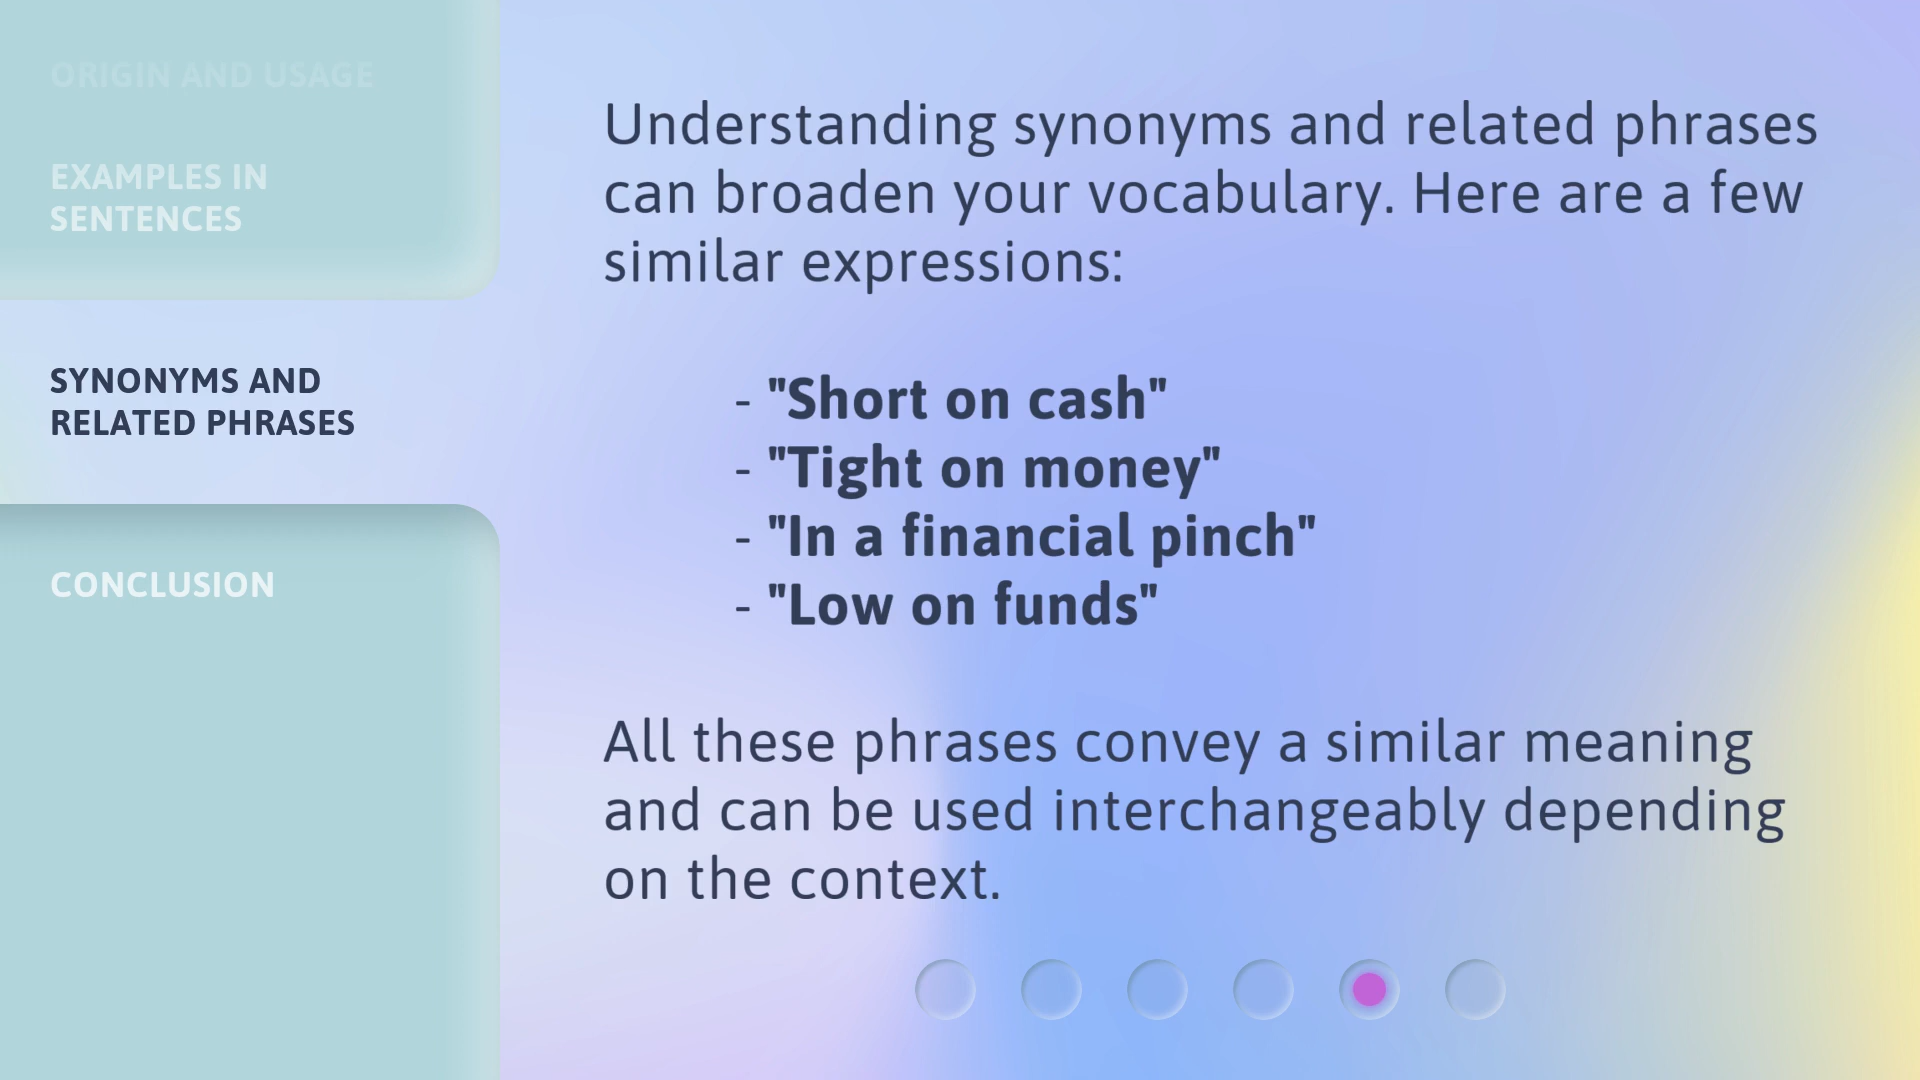 ORIGIN AND USAGE
EXAMPLES IN
SENTENCES
SYNONYMS AND
RELATED PHRASES
CONCLUSION
Understanding synonyms and related phrases
can broaden your vocabulary. Here are a few
similar expressions:
- "Short on cash"
- "Tight on money"
- "In a financial pinch"
- "Low on funds"
All these phrases convey a similar meaning
and can be used interchangeably depending
on the context.